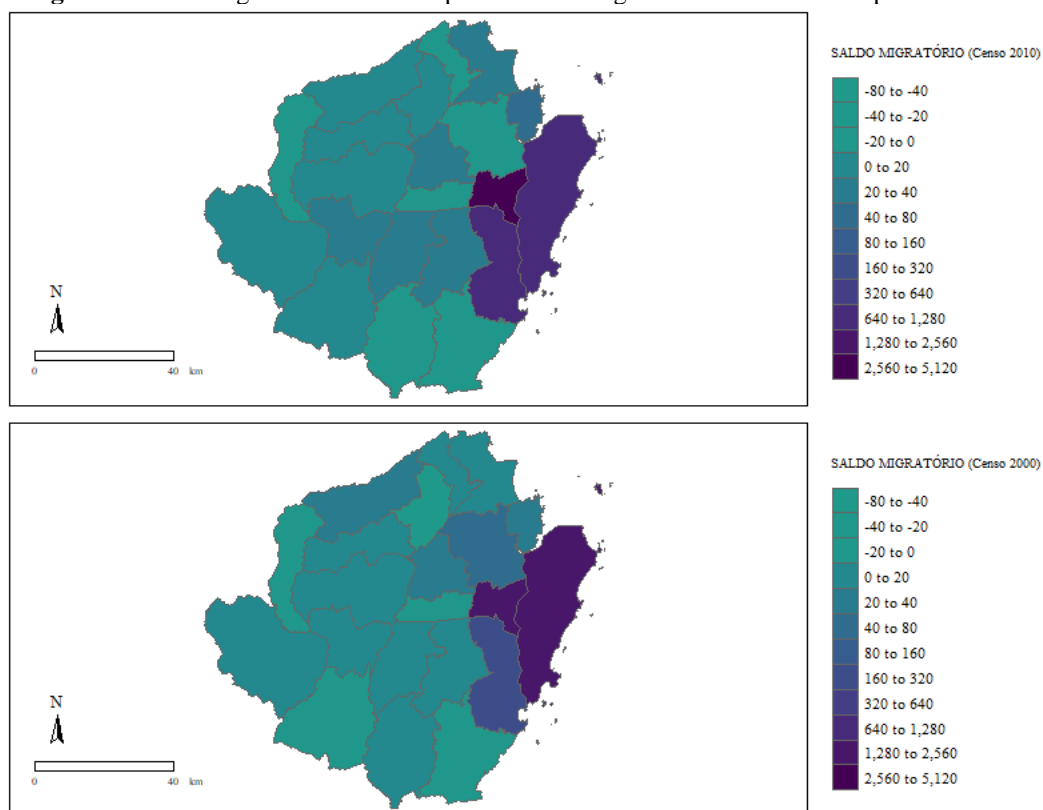 SALDO MIGRATÓRIO (Censo 2010)
-80 to -40
-40 to -20
-20 to 0
0 to 20
20 to 40
40 to 80
80 to 160
160 to 320
320 to 640
640 to 1,280
1,280 to 2,560
2,560 to 5,120
N
0 40 km
SALDO MIGRATÓRIO (Censo 2000)
-80 to -40
-40 to -20
-20 to 0
0 to 20
20 to 40
40 to 80
80 to 160
160 to 320
320 to 640
640 to 1,280
1,280 to 2,560
2,560 to 5,120
N
0 40 km